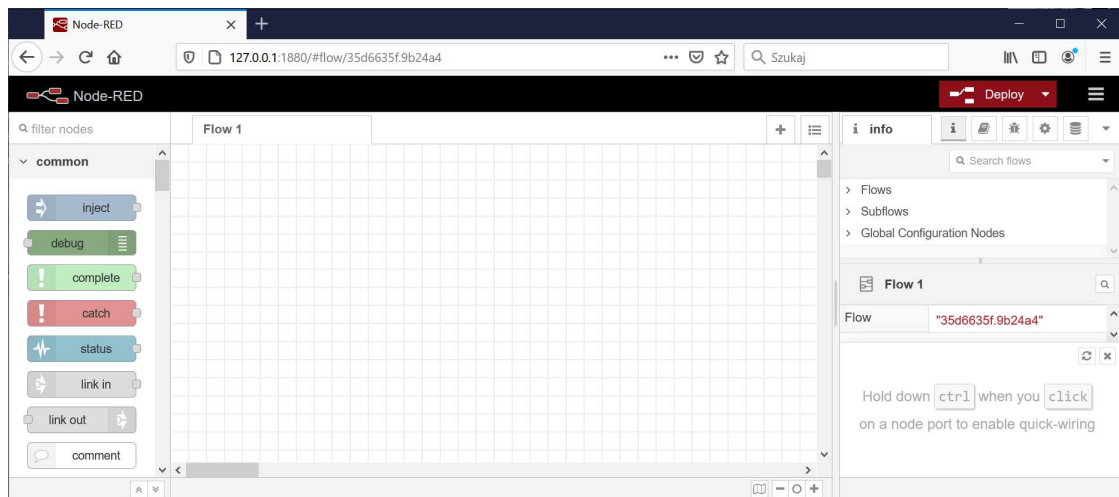 Node-RED
127.0.0.1:1880/#flow/35d6635f.9b24a4
Szukaj
Node-RED
Deploy
filter nodes
Flow 1
i info
i
common
Search flows
inject
debug
complete
catch
status
link in
link out
comment
Flows
Subflows
Global Configuration Nodes
Flow 1
Flow
"35d6635f.9b24a4"
Hold down ctrl when you click
on a node port to enable quick-wiring